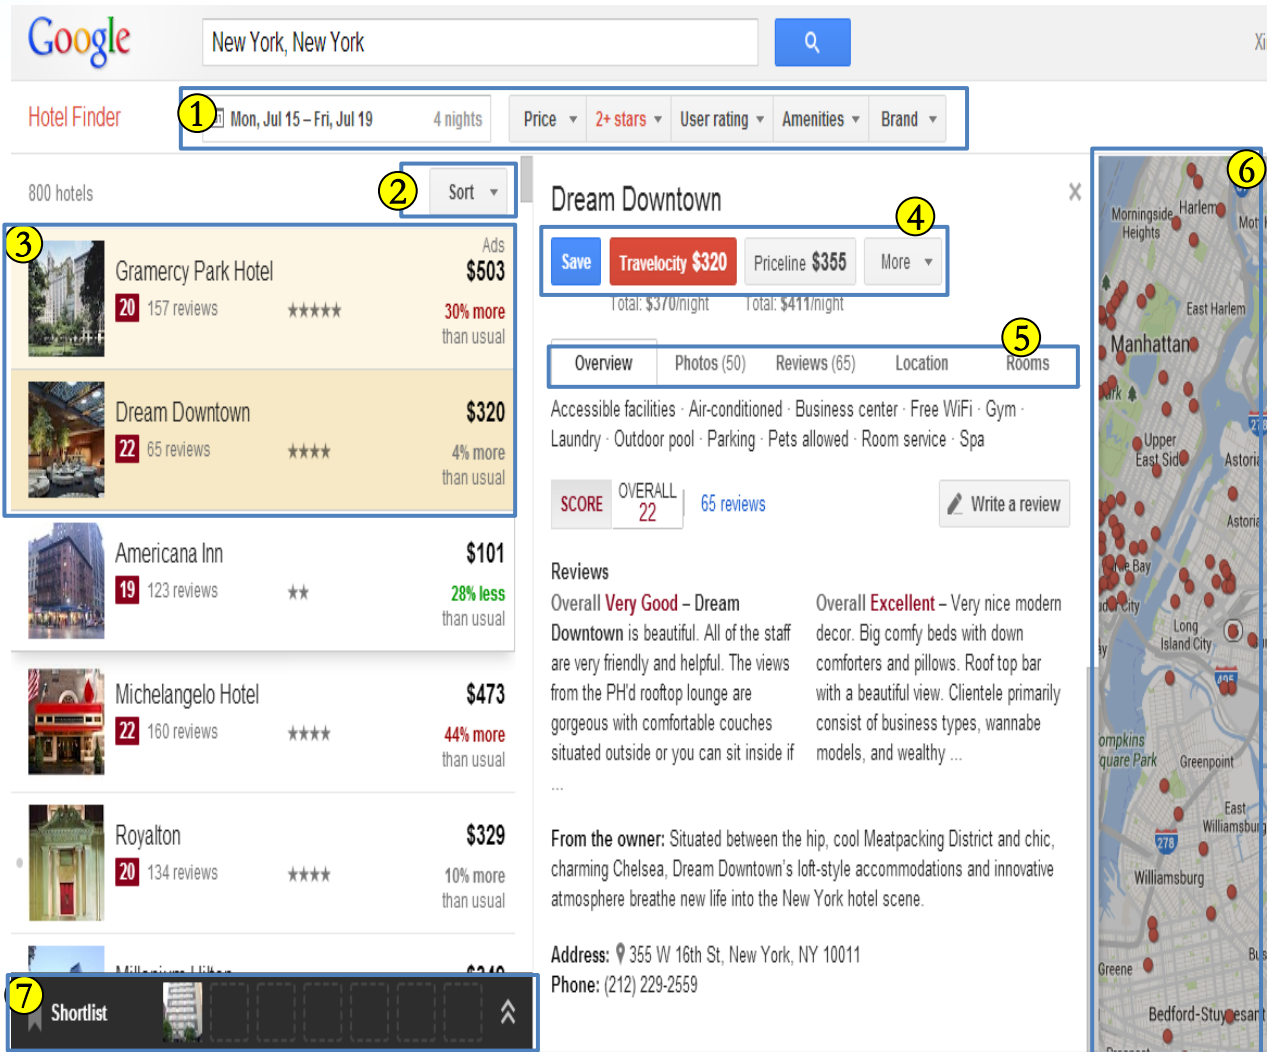 Google
New York, New York
Hotel Finder
1
Mon, Jul 15 – Fri, Jul 19
4 nights
Price
2+ stars
User rating
Amenities
Brand
800 hotels
2
Sort
3
Gramercy Park Hotel
Ads
$503
20 157 reviews
30% more
than usual
Dream Downtown
$320
22 65 reviews
4% more
than usual
Americana Inn
$101
19 123 reviews
28% less
than usual
Michelangelo Hotel
$473
22 160 reviews
44% more
than usual
Royalton
$329
20 134 reviews
10% more
than usual
7
Shortlist
Dream Downtown
4
Save
Travelocity $320
Priceline $355
More
Total: $370/night
Total: $411/night
5
Overview
Photos (50)
Reviews (65)
Location
Rooms
Accessible facilities · Air-conditioned · Business center · Free WiFi · Gym ·
Laundry · Outdoor pool · Parking · Pets allowed · Room service · Spa
SCORE
OVERALL
22
65 reviews
Write a review
Reviews
Overall Very Good – Dream
Downtown is beautiful. All of the staff
are very friendly and helpful. The views
from the PH'd rooftop lounge are
gorgeous with comfortable couches
situated outside or you can sit inside if
...
Overall Excellent – Very nice modern
decor. Big comfy beds with down
comforters and pillows. Roof top bar
with a beautiful view. Clientele primarily
consist of business types, wannabe
models, and wealthy ...
From the owner: Situated between the hip, cool Meatpacking District and chic,
charming Chelsea, Dream Downtown's loft-style accommodations and innovative
atmosphere breathe new life into the New York hotel scene.
Address: 355 W 16th St, New York, NY 10011
Phone: (212) 229-2559
6
Morningside
Heights
Harlem
East Harlem
Manhattan
Upper
East Side
Astoria
Astoria
Long
Island City
495
Greenpoint
East
Williamsburg
278
Williamsburg
Greene
Bedford-Stuyvesant